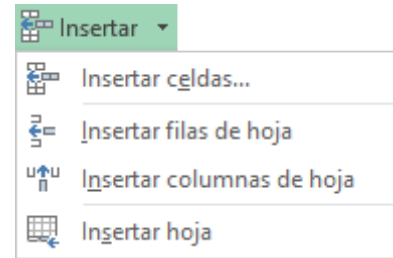 Insertar
Insertar celdas...
Insertar filas de hoja
Insertar columnas de hoja
Insertar hoja